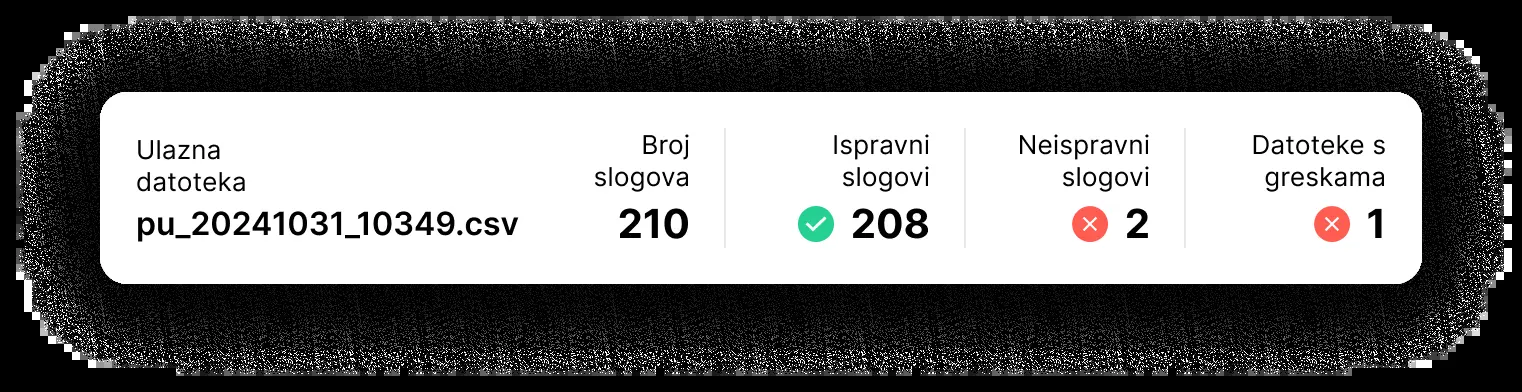 Ulazna
datoteka
pu_20241031_10349.csv
Broj
slogova
210
Ispravni
slogovi
208
Neispravni
slogovi
2
Datoteke s
greskama
1